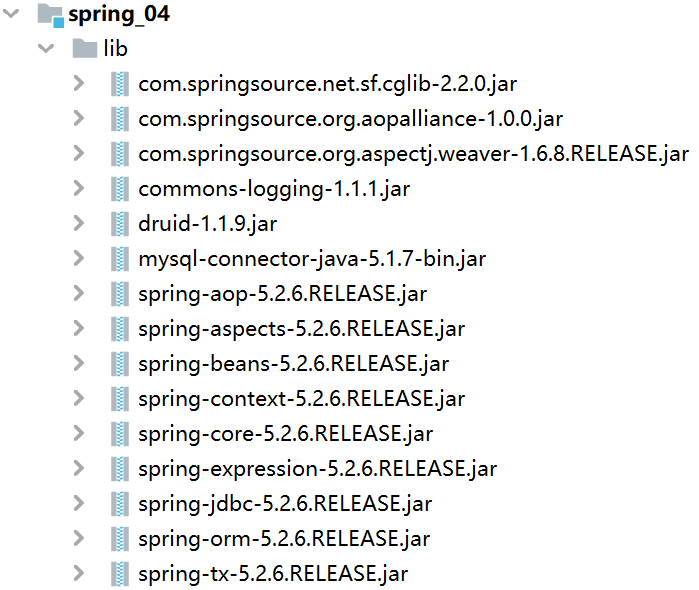 spring_04
lib
com.springsource.net.sf.cglib-2.2.0.jar
com.springsource.org.aopalliance-1.0.0.jar
com.springsource.org.aspectj.weaver-1.6.8.RELEASE.jar
commons-logging-1.1.1.jar
druid-1.1.9.jar
mysql-connector-java-5.1.7-bin.jar
spring-aop-5.2.6.RELEASE.jar
spring-aspects-5.2.6.RELEASE.jar
spring-beans-5.2.6.RELEASE.jar
spring-context-5.2.6.RELEASE.jar
spring-core-5.2.6.RELEASE.jar
spring-expression-5.2.6.RELEASE.jar
spring-jdbc-5.2.6.RELEASE.jar
spring-orm-5.2.6.RELEASE.jar
spring-tx-5.2.6.RELEASE.jar